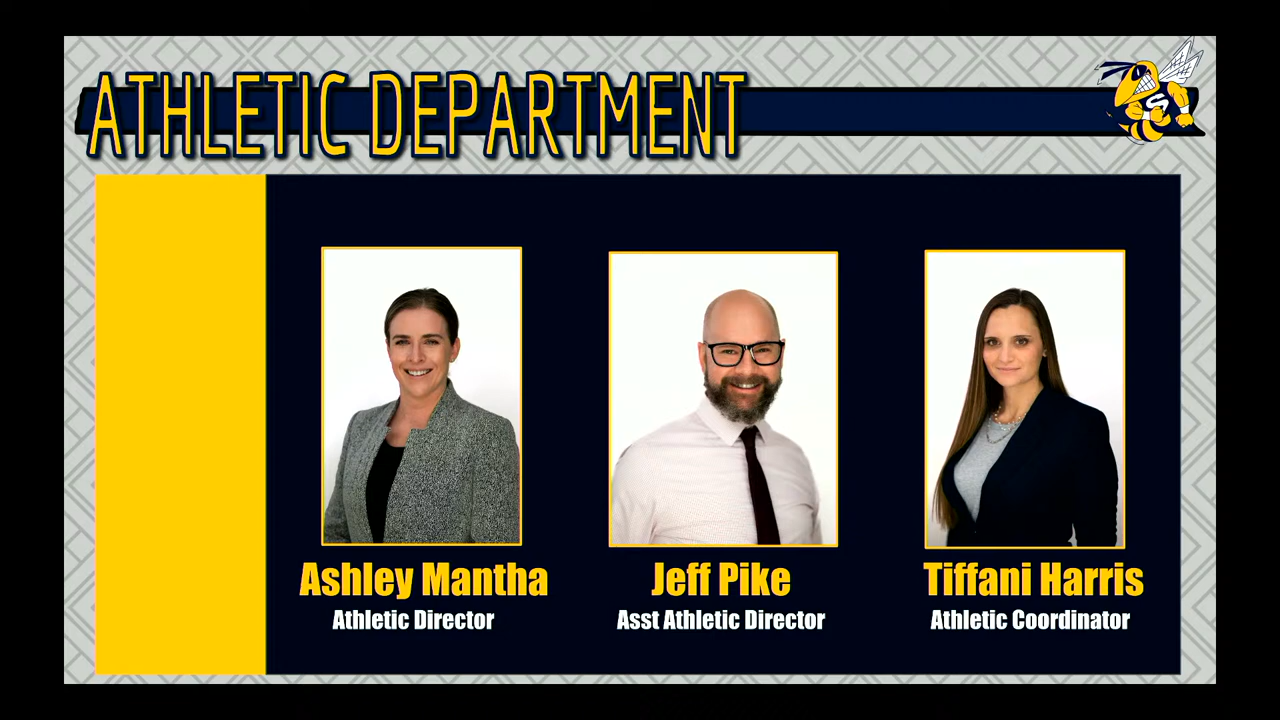 ATHLETIC DEPARTMENT
S
Ashley Mantha
Athletic Director
Jeff Pike
Asst Athletic Director
Tiffani Harris
Athletic Coordinator